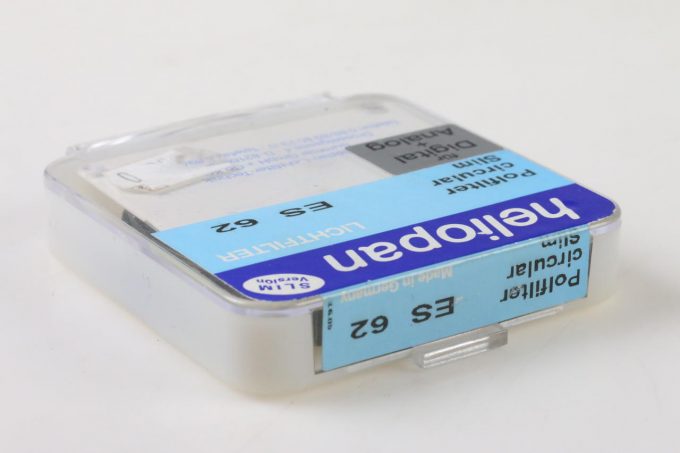 für
Digital
+
Analog
Polfilter
circular
Slim
ES 62
LICHTFILTER
heliopan
SLIM
Version
Polfilter
circular
Slim
Made in Germany
ES 62